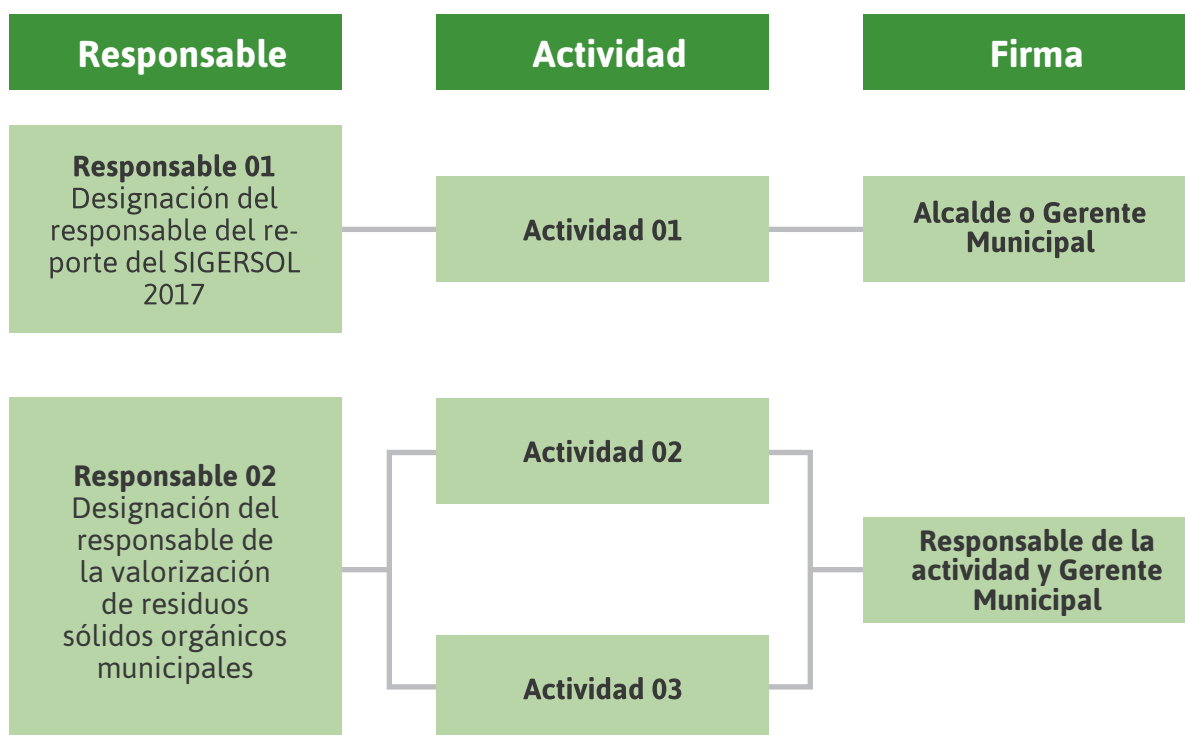 Responsable
Actividad
Firma
Responsable 01
Designación del
responsable del re-
porte del SIGERSOL
2017
Actividad 01
Alcalde o Gerente
Municipal
Responsable 02
Designación del
responsable de
la valorización
de residuos
sólidos orgánicos
municipales
Actividad 02
Actividad 03
Responsable de la
actividad y Gerente
Municipal